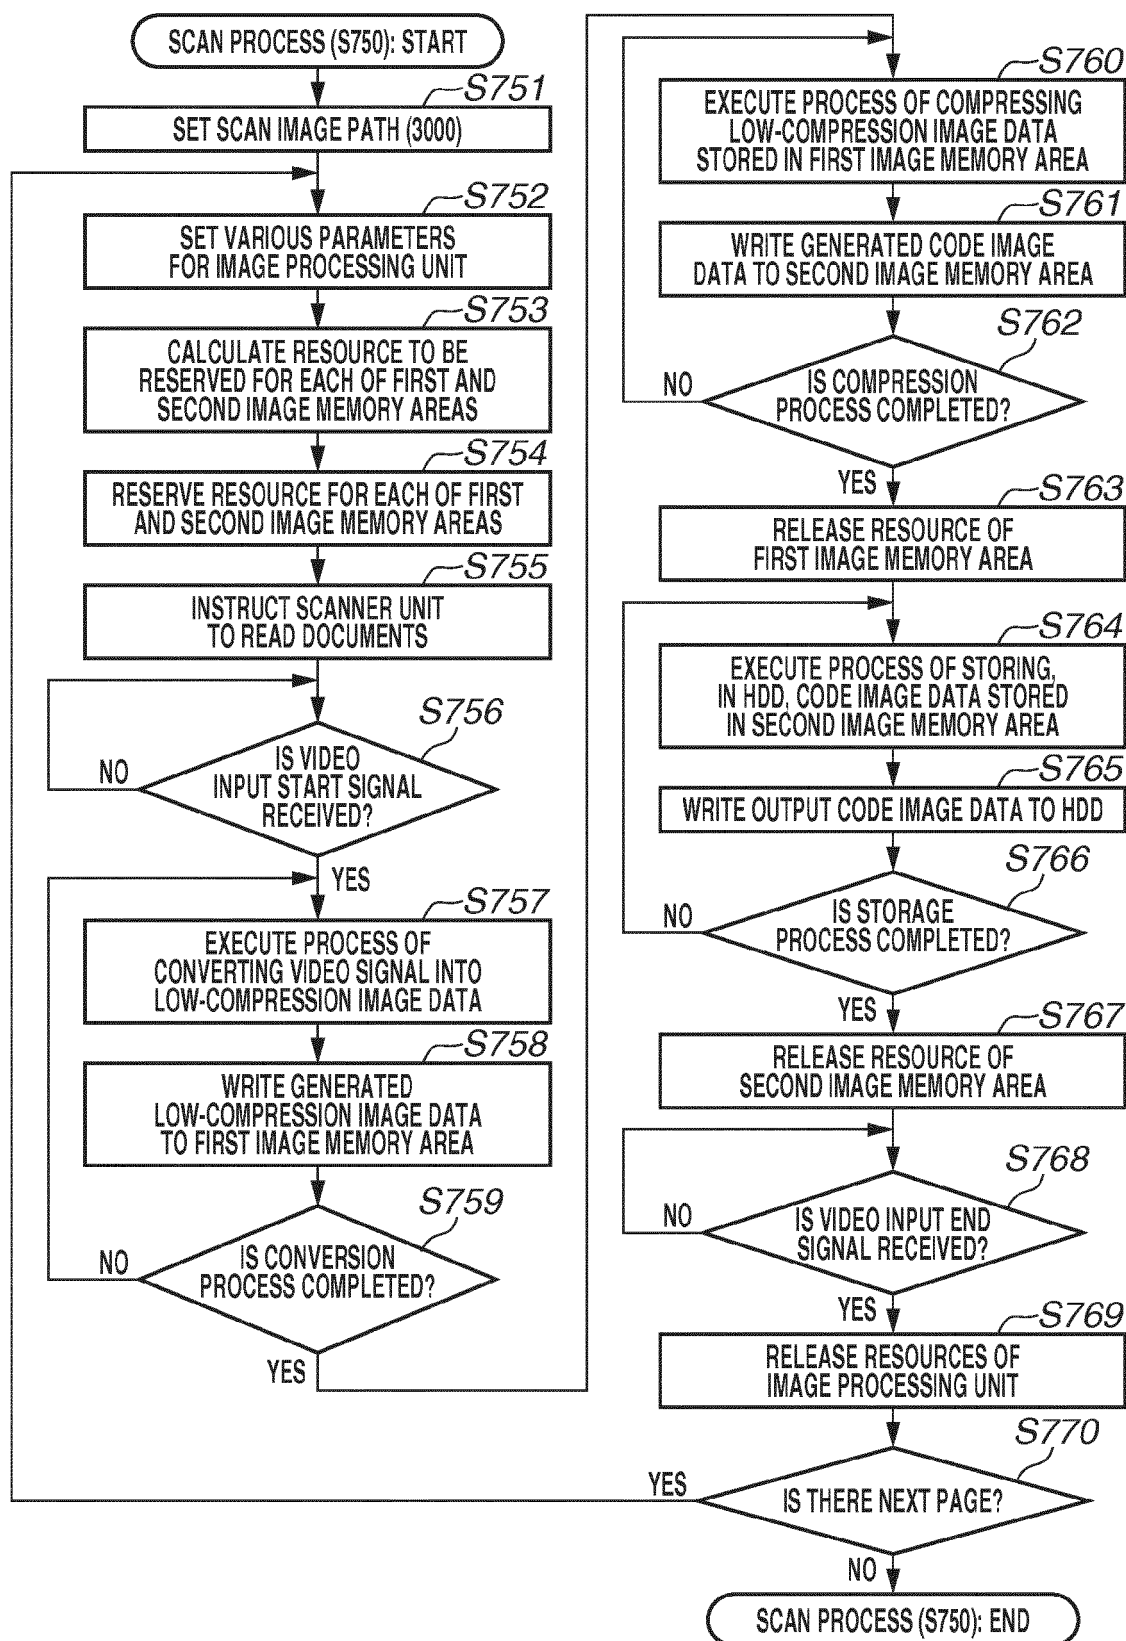 SCAN PROCESS (S750): START
S751
SET SCAN IMAGE PATH (3000)
S752
SET VARIOUS PARAMETERS
FOR IMAGE PROCESSING UNIT
S753
CALCULATE RESOURCE TO BE
RESERVED FOR EACH OF FIRST AND
SECOND IMAGE MEMORY AREAS
S754
RESERVE RESOURCE FOR EACH OF FIRST
AND SECOND IMAGE MEMORY AREAS
S755
INSTRUCT SCANNER UNIT
TO READ DOCUMENTS
S756
IS VIDEO
INPUT START SIGNAL
RECEIVED?
NO
YES
S757
EXECUTE PROCESS OF
CONVERTING VIDEO SIGNAL INTO
LOW-COMPRESSION IMAGE DATA
S758
WRITE GENERATED
LOW-COMPRESSION IMAGE DATA
TO FIRST IMAGE MEMORY AREA
S759
IS CONVERSION
PROCESS COMPLETED?
NO
YES
S760
EXECUTE PROCESS OF COMPRESSING
LOW-COMPRESSION IMAGE DATA
STORED IN FIRST IMAGE MEMORY AREA
S761
WRITE GENERATED CODE IMAGE
DATA TO SECOND IMAGE MEMORY AREA
S762
IS COMPRESSION
PROCESS COMPLETED?
NO
YES
S763
RELEASE RESOURCE OF
FIRST IMAGE MEMORY AREA
S764
EXECUTE PROCESS OF STORING,
IN HDD, CODE IMAGE DATA STORED
IN SECOND IMAGE MEMORY AREA
S765
WRITE OUTPUT CODE IMAGE DATA TO HDD
S766
IS STORAGE
PROCESS COMPLETED?
NO
YES
S767
RELEASE RESOURCE OF
SECOND IMAGE MEMORY AREA
S768
IS VIDEO INPUT END
SIGNAL RECEIVED?
NO
YES
S769
RELEASE RESOURCES OF
IMAGE PROCESSING UNIT
S770
IS THERE NEXT PAGE?
YES
NO
SCAN PROCESS (S750): END